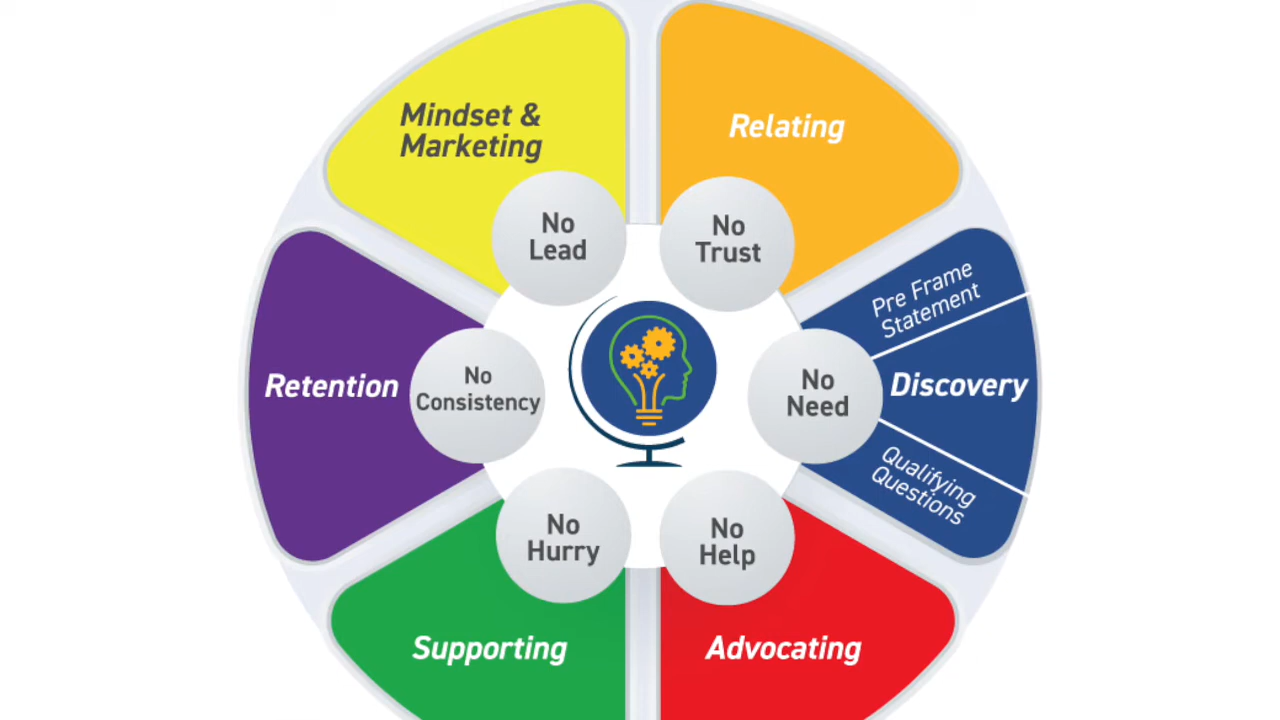 Mindset &
Marketing
Relating
No
Lead
No
Trust
Pre Frame
Statement
Retention
No
Consistency
No
Need
Discovery
Qualifying
Questions
No
Hurry
No
Help
Supporting
Advocating